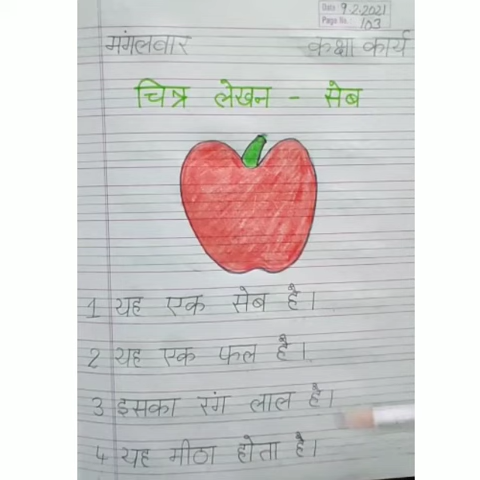 Date 9.2.2021
Page No. 103
मंगलवार कक्षा कार्य
चित्र लेखन - सेब
1 यह एक सेब है।
2 यह एक फल है।
3 इसका रंग लाल है।
4 यह मीठा होता है।